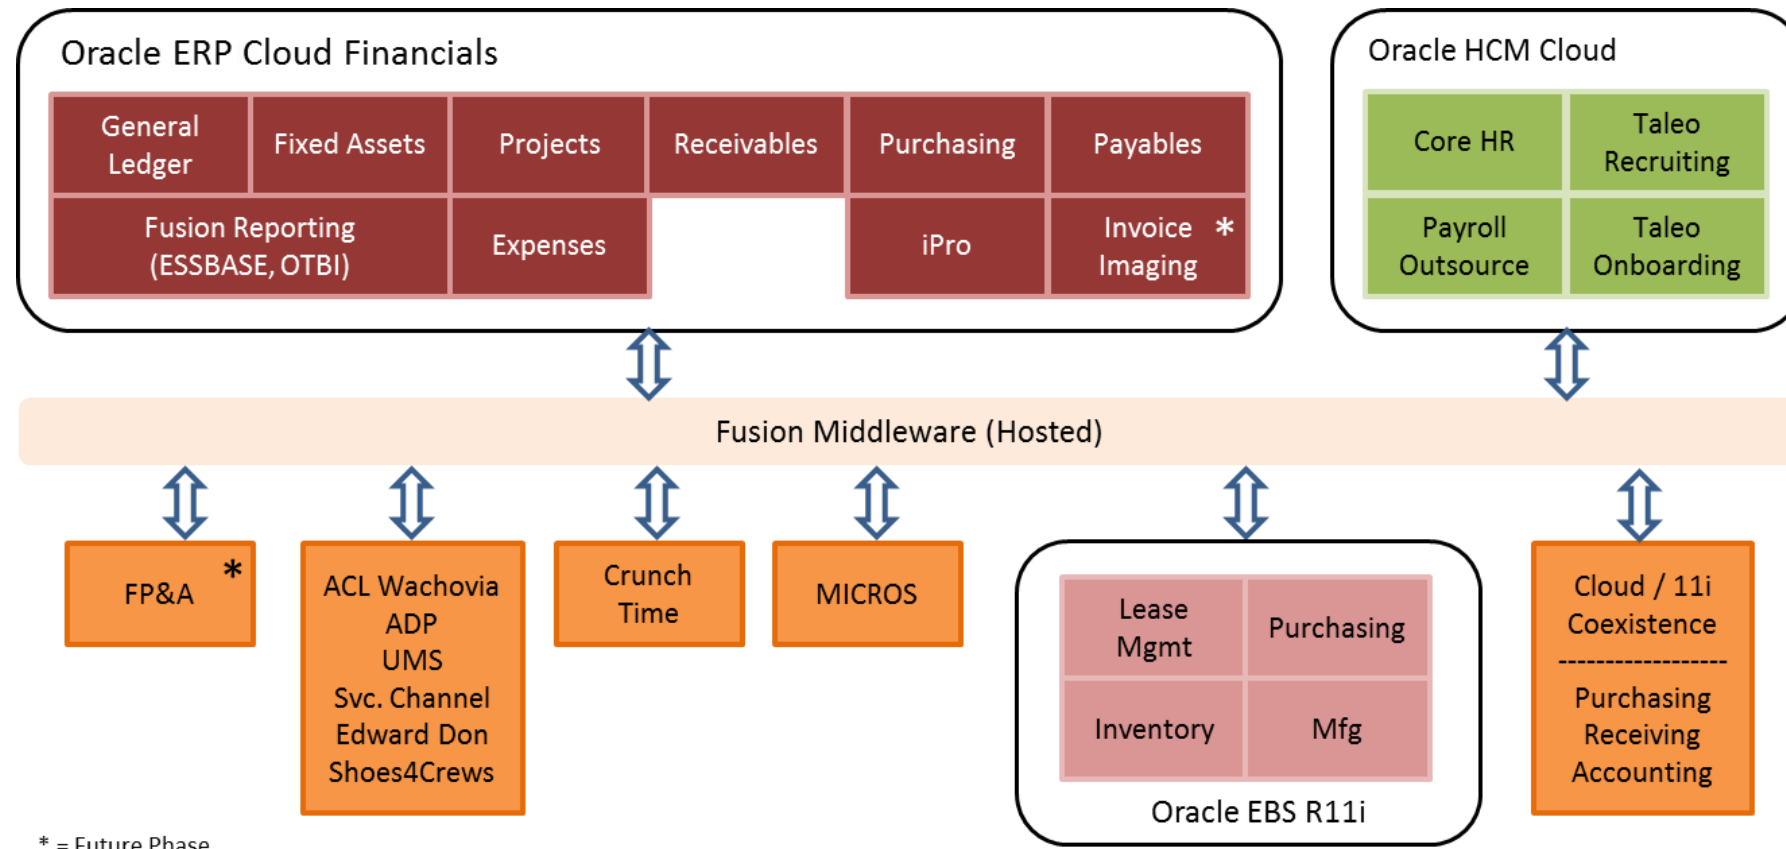 Oracle ERP Cloud Financials
General
Ledger
Fixed Assets
Projects
Receivables
Purchasing
Payables
Fusion Reporting
(ESSBASE, OTBI)
Expenses
iPro
Invoice *
Imaging
Oracle HCM Cloud
Core HR
Taleo
Recruiting
Payroll
Outsource
Taleo
Onboarding
Fusion Middleware (Hosted)
FP&A *
ACL Wachovia
ADP
UMS
Svc. Channel
Edward Don
Shoes4Crews
Crunch
Time
MICROS
Lease
Mgmt
Purchasing
Inventory
Mfg
Oracle EBS R11i
Cloud / 11i
Coexistence
------------------
Purchasing
Receiving
Accounting
* = Future Phase